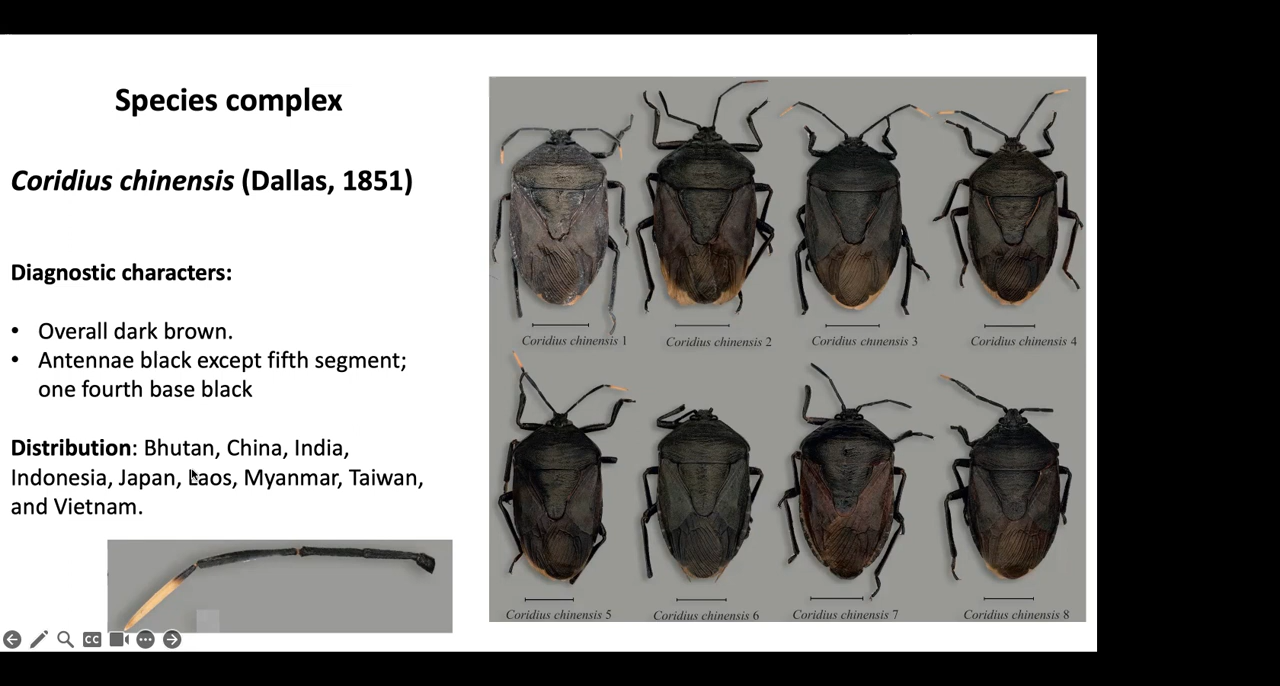 Species complex
Coridius chinensis (Dallas, 1851)
Diagnostic characters:
• Overall dark brown.
• Antennae black except fifth segment;
one fourth base black
Distribution: Bhutan, China, India,
Indonesia, Japan, Laos, Myanmar, Taiwan,
and Vietnam.
Coridius chinensis 1
Coridius chinensis 2
Coridius chinensis 3
Coridius chinensis 4
Coridius chinensis 5
Coridius chinensis 6
Coridius chinensis 7
Coridius chinensis 8
CC